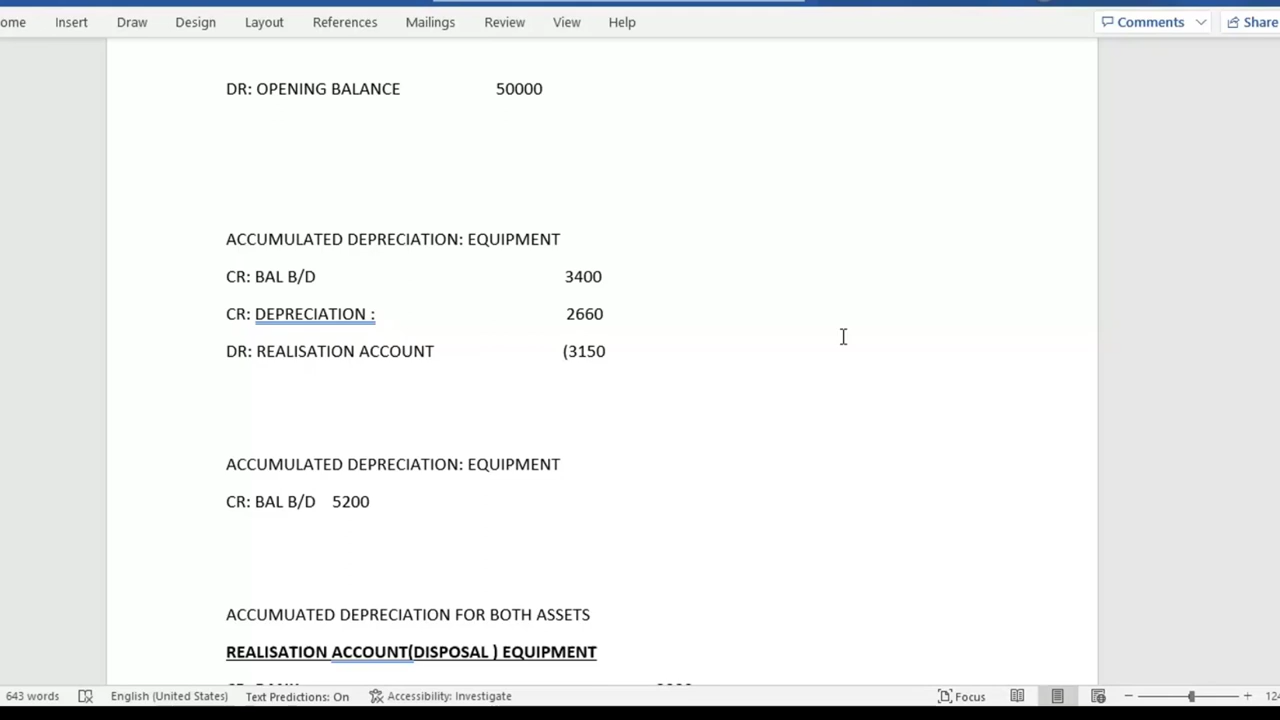 ome Insert Draw Design Layout References Mailings Review View Help Comments Share
DR: OPENING BALANCE 50000
ACCUMULATED DEPRECIATION: EQUIPMENT
CR: BAL B/D 3400
CR: DEPRECIATION : 2660
DR: REALISATION ACCOUNT (3150
ACCUMULATED DEPRECIATION: EQUIPMENT
CR: BAL B/D 5200
ACCUMUATED DEPRECIATION FOR BOTH ASSETS
REALISATION ACCOUNT(DISPOSAL ) EQUIPMENT
643 words English (United States) Text Predictions: On Accessibility: Investigate Focus 124